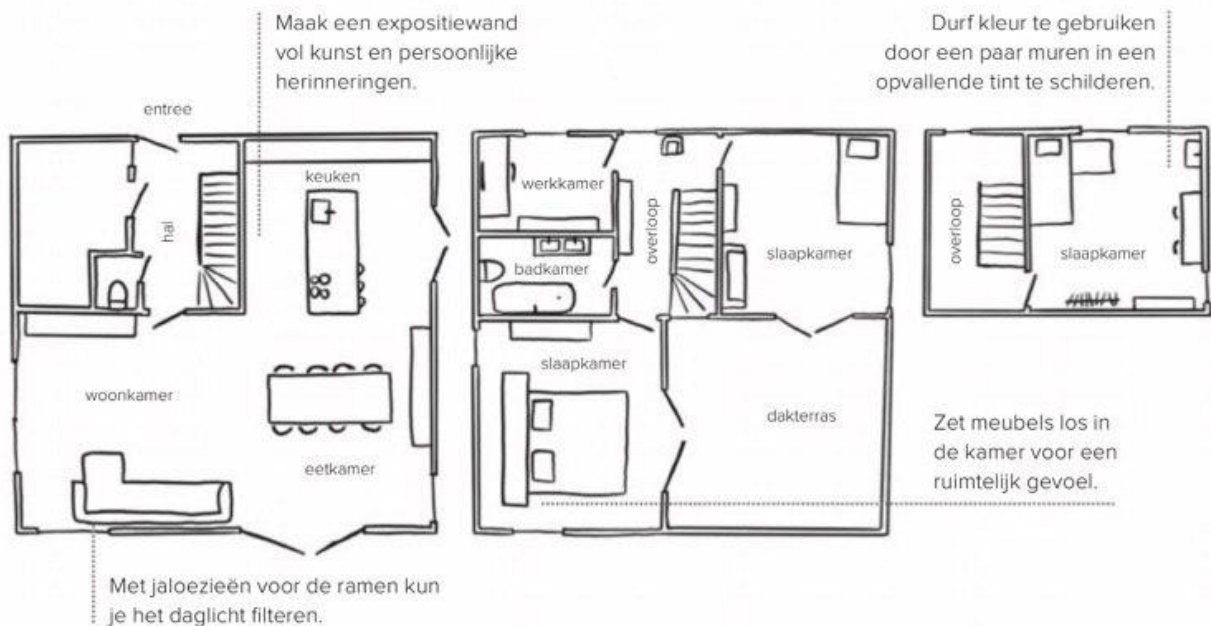 Maak een expositiewand
vol kunst en persoonlijke
herinneringen.
Durf kleur te gebruiken
door een paar muren in een
opvallende tint te schilderen.
entree
keuken
hal
woonkamer
eetkamer
werkkamer
badkamer
overloop
slaapkamer
slaapkamer
dakterras
overloop
slaapkamer
Zet meubels los in
de kamer voor een
ruimtelijk gevoel.
Met jaloezieën voor de ramen kun
je het daglicht filteren.